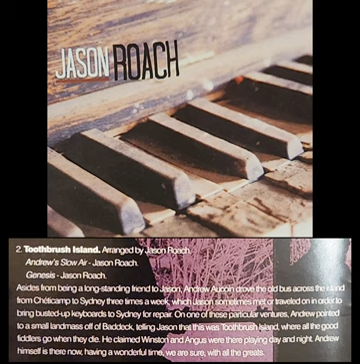 JASON ROACH
2. Toothbrush Island. Arranged by Jason Roach.
Andrew's Slow Air - Jason Roach.
Genesis - Jason Roach.
Asides from being a long-standing friend to Jason, Andrew Aucoin drove the old bus across the island
from Chéticamp to Sydney three times a week, which Jason sometimes met or traveled on in order to
bring busted-up keyboards to Sydney for repair. On one of these particular ventures, Andrew pointed
to a small landmass off of Baddeck, telling Jason that this was Toothbrush Island, where all the good
fiddlers go when they die. He claimed Winston and Angus were there playing day and night. Andrew
himself is there now, having a wonderful time, we are sure, with all the greats.